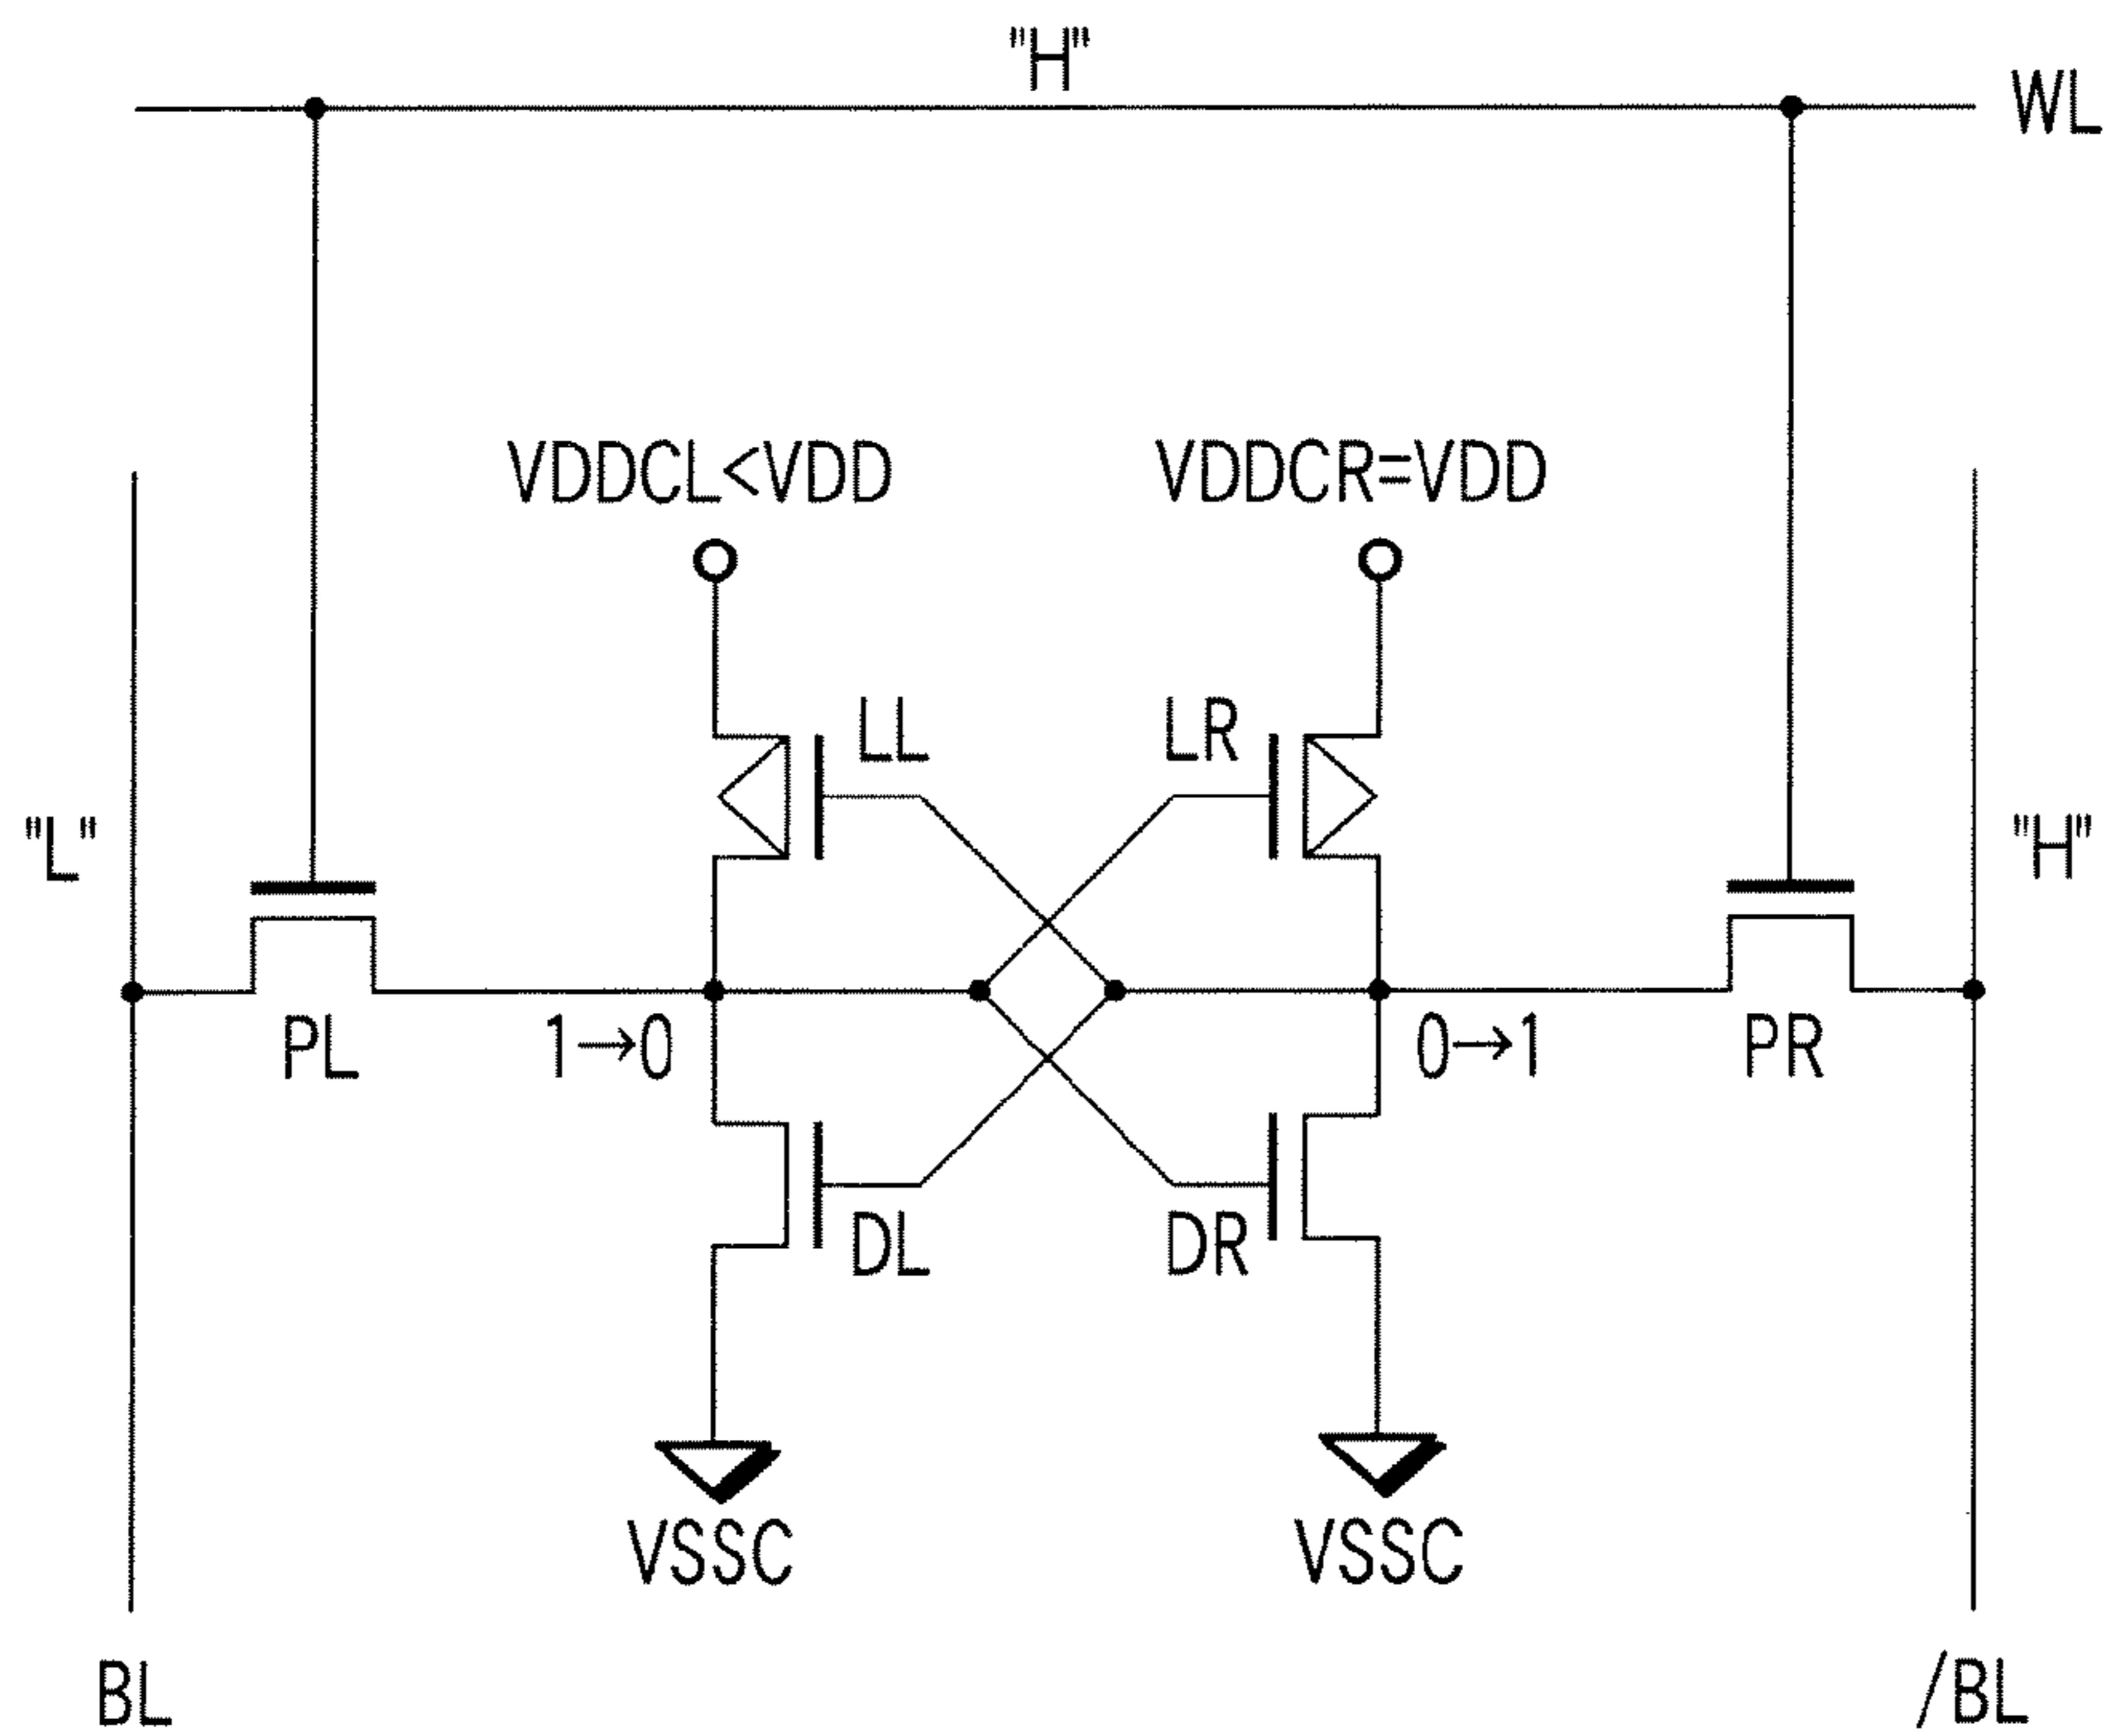 "H"
WL
VDDCL<VDD
VDDCR=VDD
LL
LR
"L"
"H"
PL
1→0
0→1
PR
DL
DR
VSSC
VSSC
BL
/BL